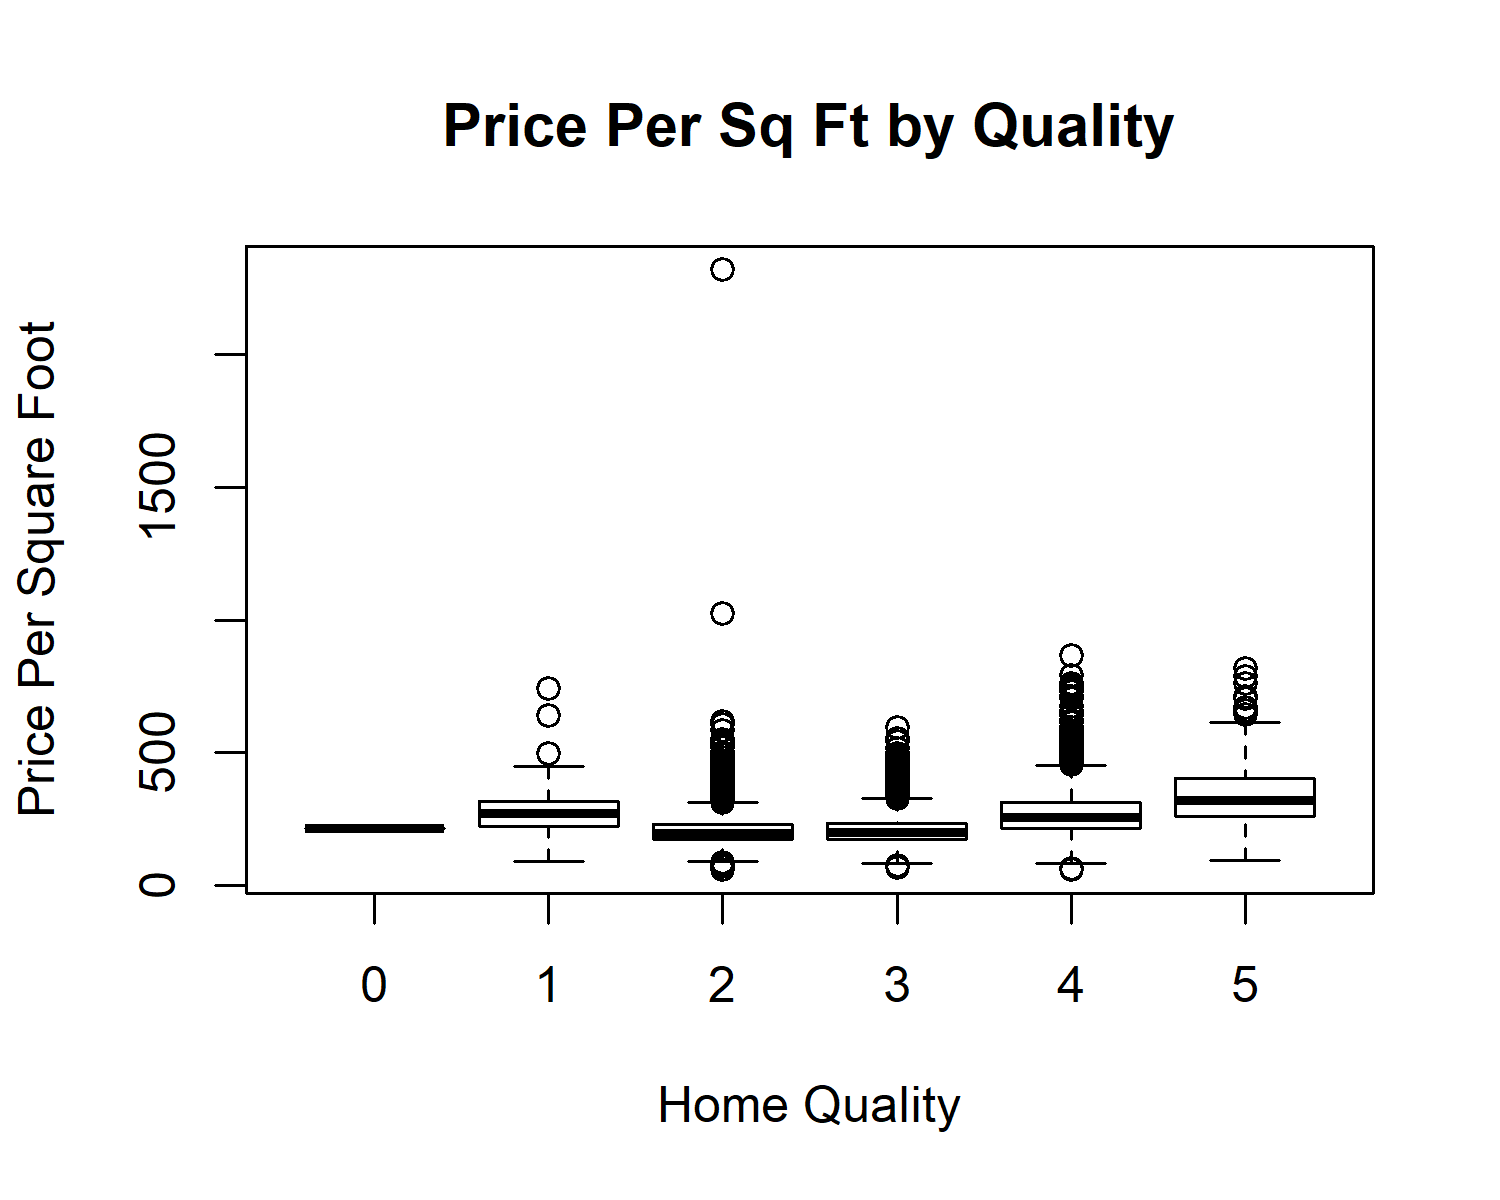 Price Per Sq Ft by Quality
Price Per Square Foot
1500
500
0
0 1 2 3 4 5
Home Quality